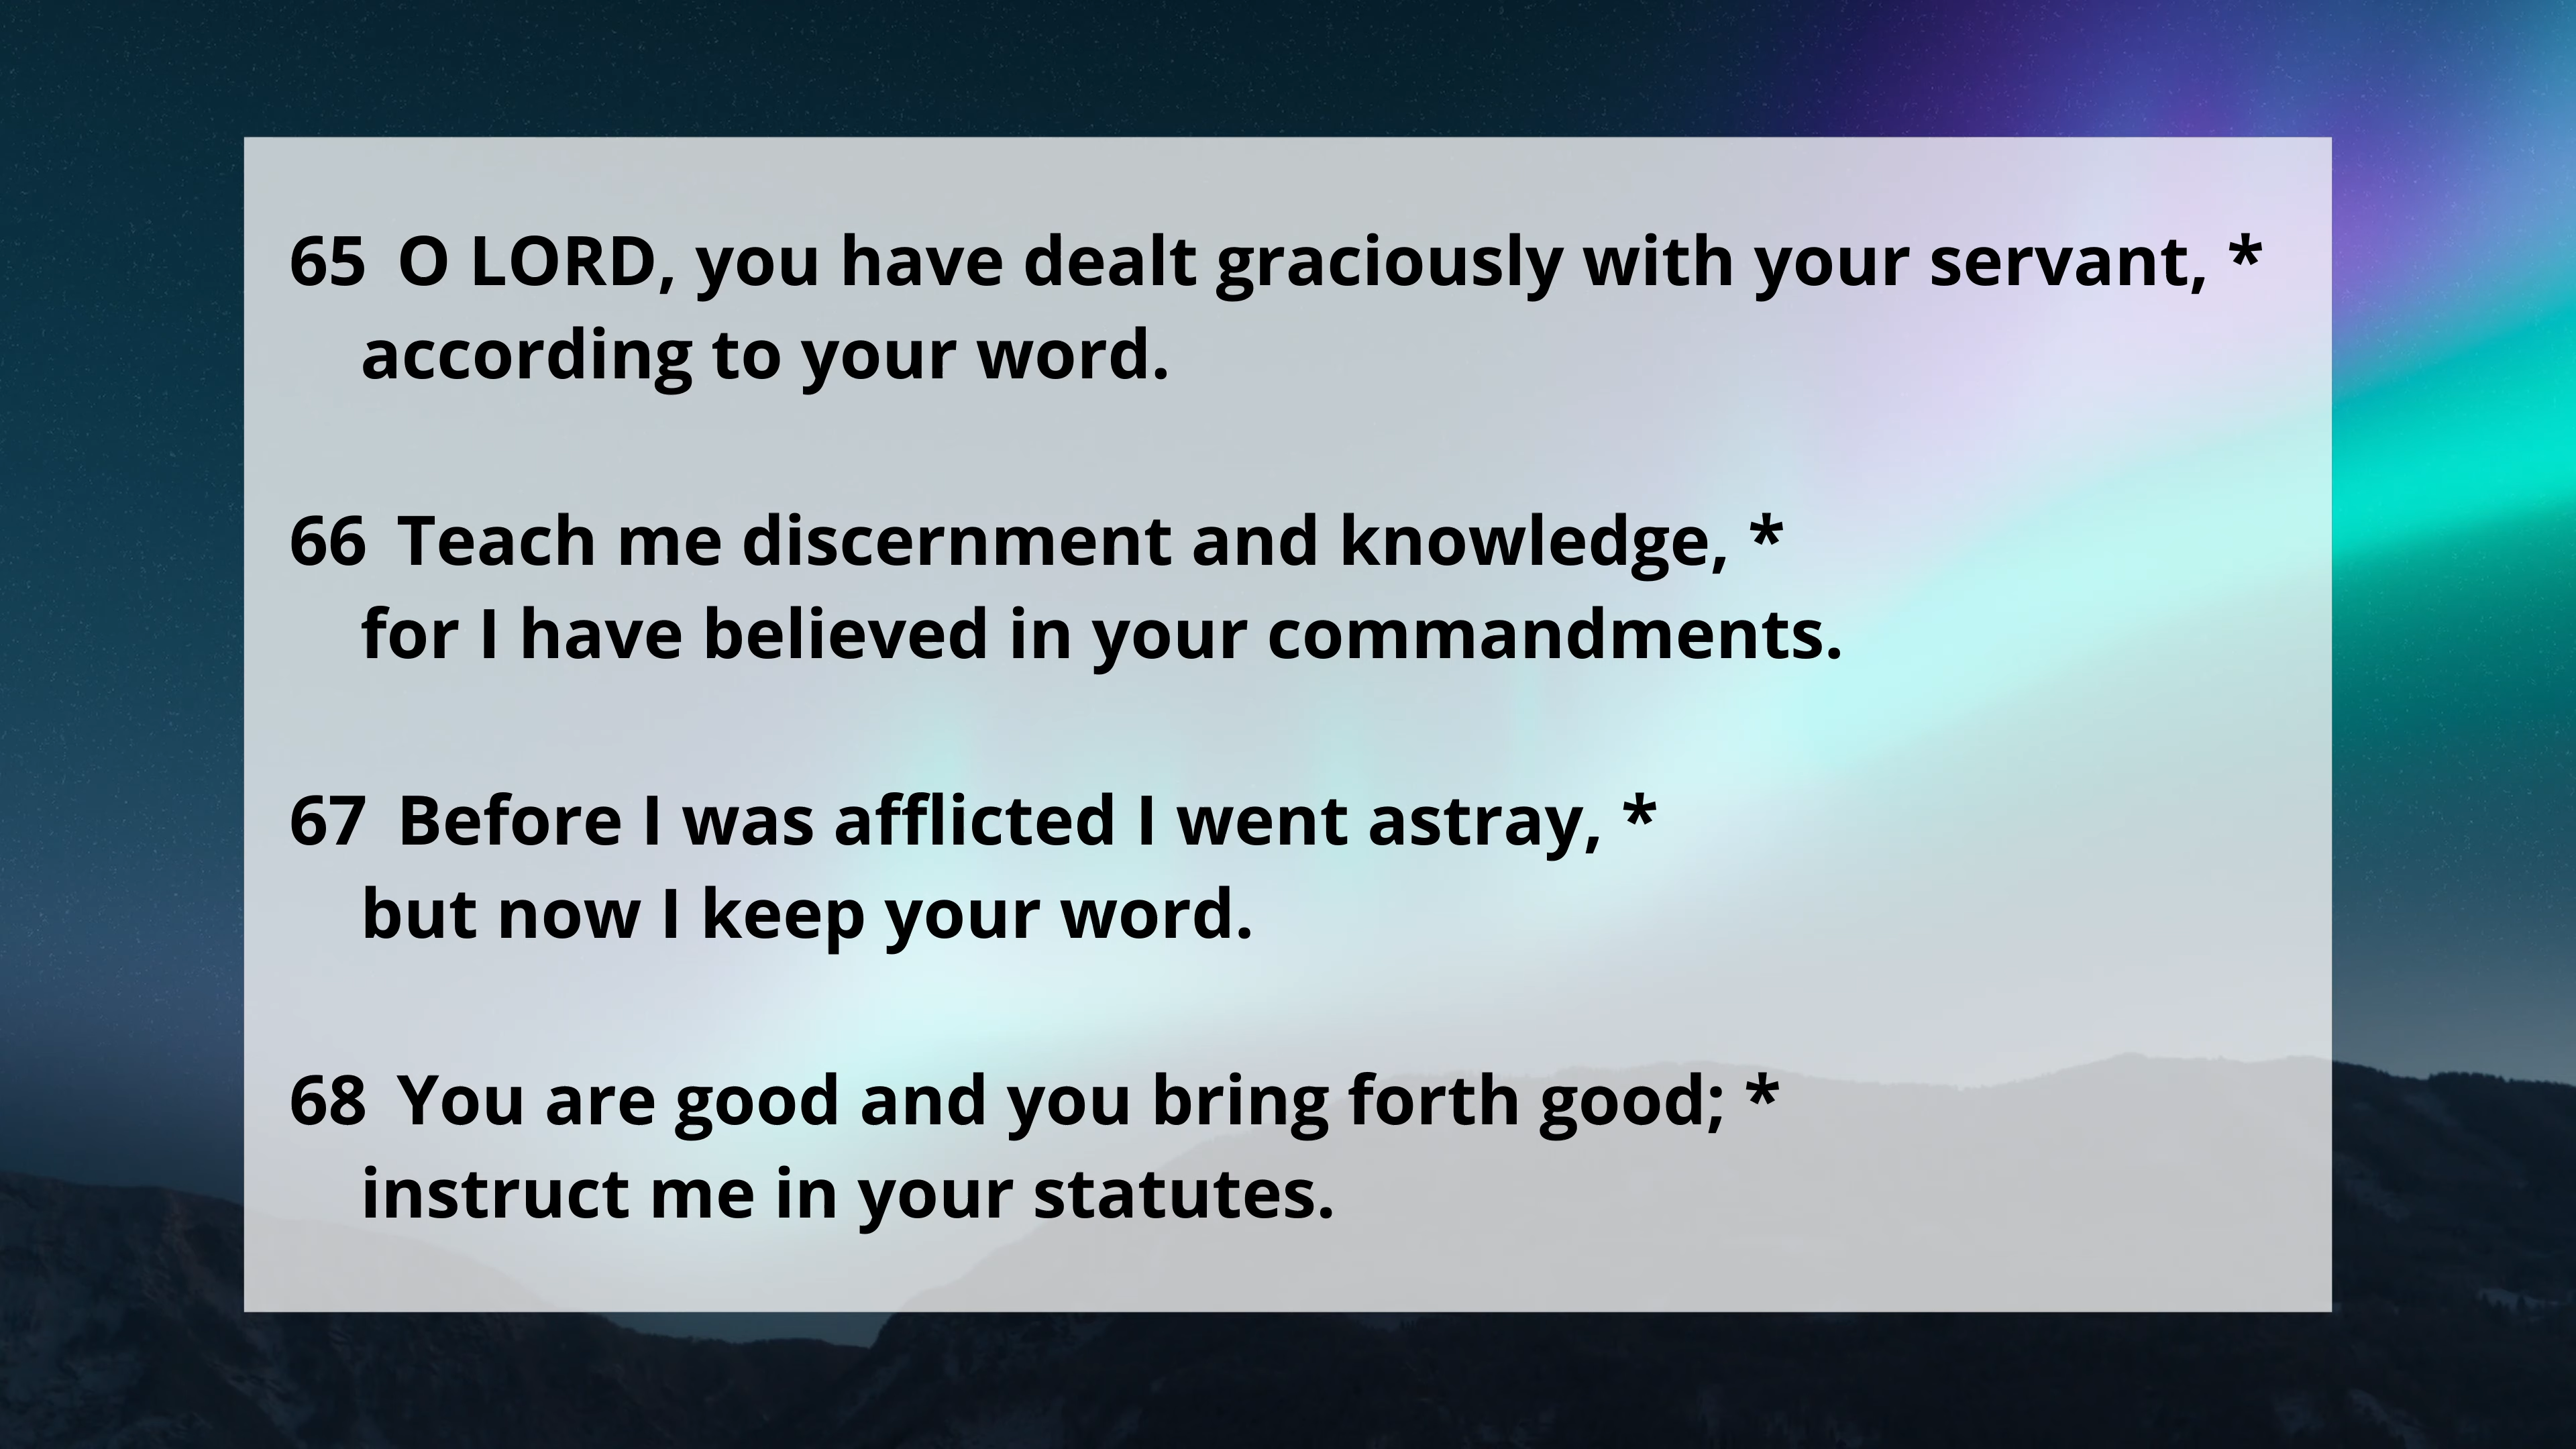 65 O LORD, you have dealt graciously with your servant, *
according to your word.
66 Teach me discernment and knowledge, *
for I have believed in your commandments.
67 Before I was afflicted I went astray, *
but now I keep your word.
68 You are good and you bring forth good; *
instruct me in your statutes.